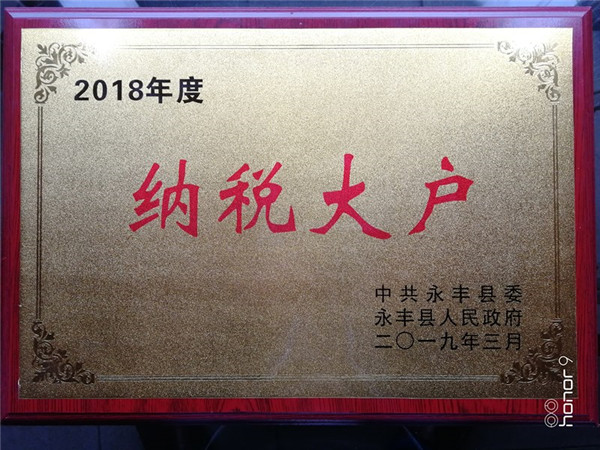 2018年度
纳税大户
中共永丰县委
永丰县人民政府
二〇一九年三月
honor 9